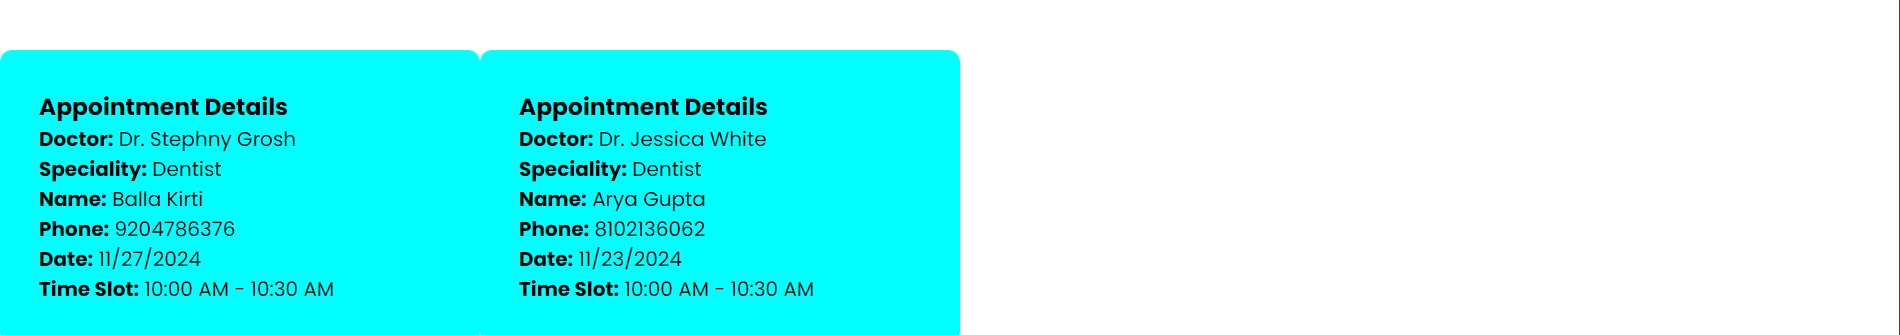 Appointment Details
Doctor: Dr. Stephny Grosh
Speciality: Dentist
Name: Balla Kirti
Phone: 9204786376
Date: 11/27/2024
Time Slot: 10:00 AM - 10:30 AM
Appointment Details
Doctor: Dr. Jessica White
Speciality: Dentist
Name: Arya Gupta
Phone: 8102136062
Date: 11/23/2024
Time Slot: 10:00 AM - 10:30 AM